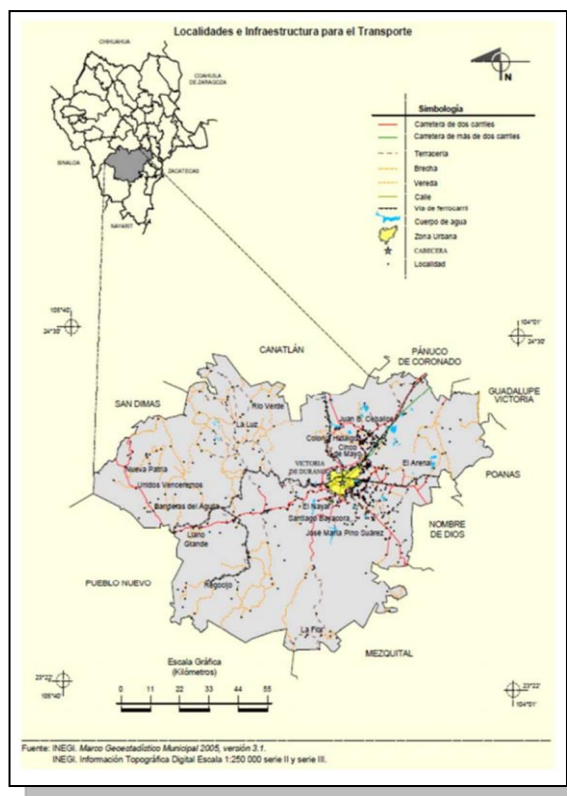 Localidades e Infraestructura para el Transporte
CHIHUAHUA
COAHUILA
DE ZARAGOZA
SINALOA
ZACATECAS
NAYARIT
N
Simbología
Carretera de dos carriles
Carretera de más de dos carriles
Terracería
Brecha
Vereda
Calle
Vía de ferrocarril
Cuerpo de agua
Zona Urbana
CABECERA
Localidad
24°30'
104°01'
24°30'
CANATLÁN
PÁNUCO
DE CORONADO
GUADALUPE
VICTORIA
SAN DIMAS
Río Verde
La Luz
Juan B. Ceballos
Colonia Hidalgo
Cinco
de Mayo
VICTORIA
DE DURANGO
El Arenal
POANAS
Nueva Patria
Unidos Venceremos
Banderas del Águila
El Nayar
Santiago Bayacora
José María Pino Suárez
NOMBRE
DE DIOS
Llano
Grande
PUEBLO NUEVO
Regocijo
La Flor
MEZQUITAL
Escala Gráfica
(Kilómetros)
0 11 22 33 44 55
23°22'
23°22'
104°01'
Fuente: INEGI. Marco Geoestadístico Municipal 2005, versión 3.1.
INEGI. Información Topográfica Digital Escala 1:250 000 serie II y serie III.